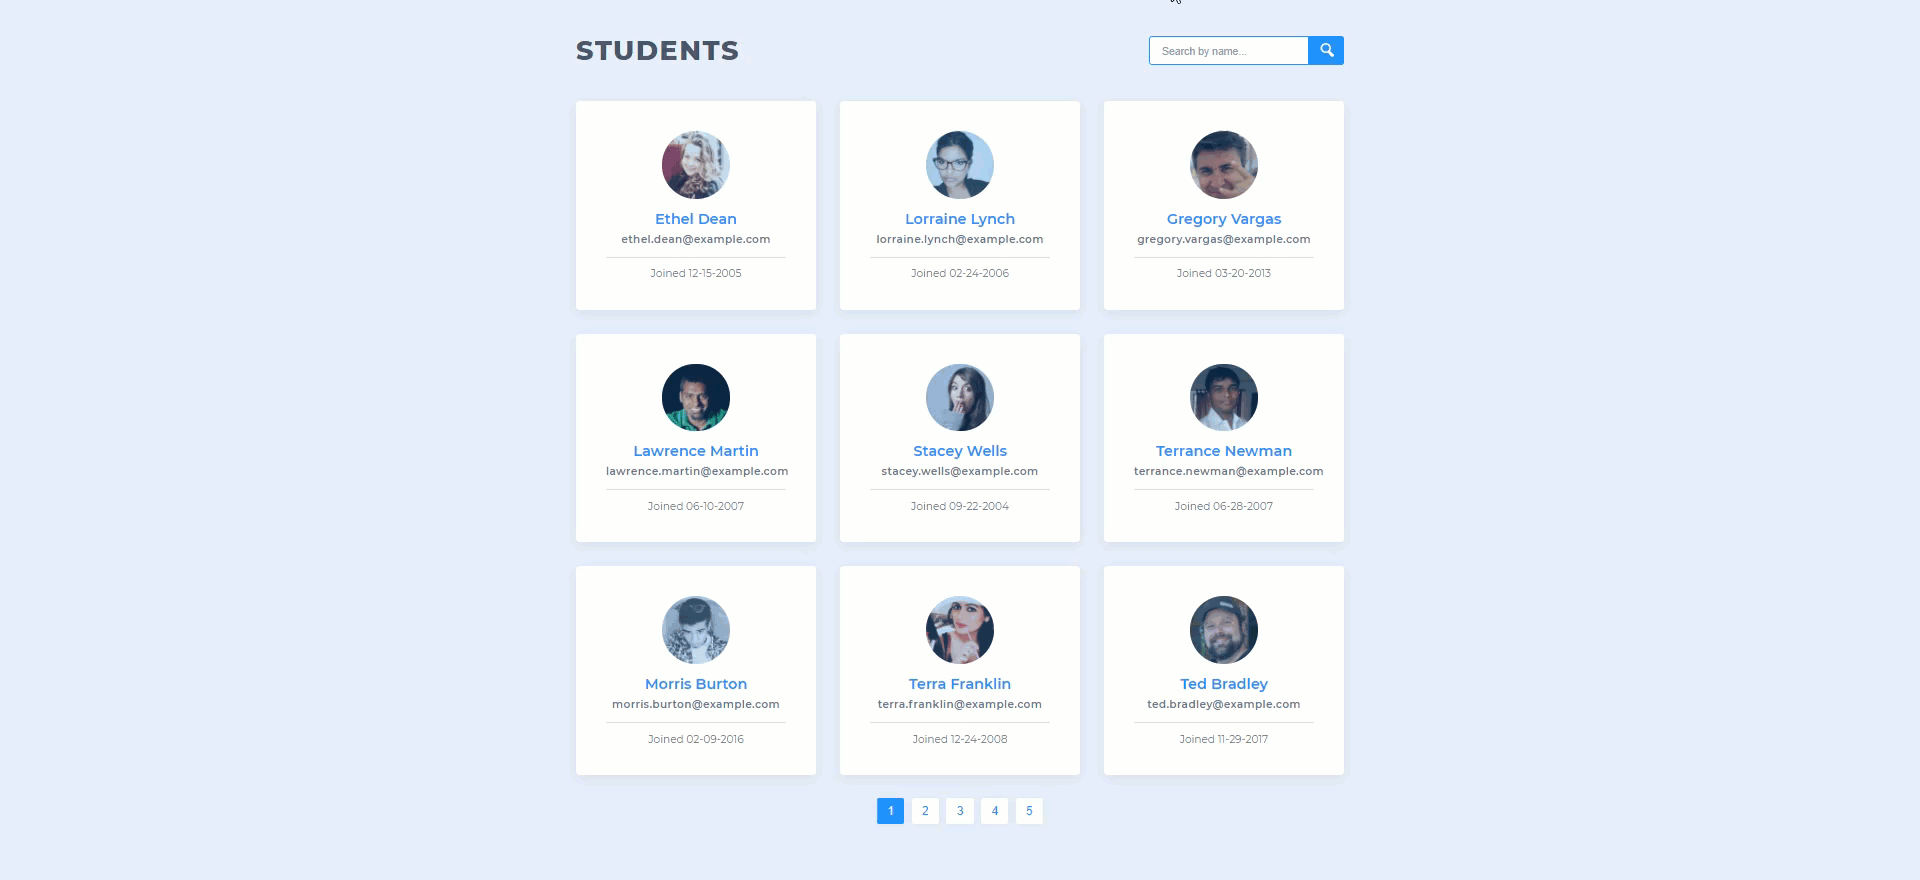 STUDENTS
Search by name...
Ethel Dean
ethel.dean@example.com
Joined 12-15-2005
Lorraine Lynch
lorraine.lynch@example.com
Joined 02-24-2006
Gregory Vargas
gregory.vargas@example.com
Joined 03-20-2013
Lawrence Martin
lawrence.martin@example.com
Joined 06-10-2007
Stacey Wells
stacey.wells@example.com
Joined 09-22-2004
Terrance Newman
terrance.newman@example.com
Joined 06-28-2007
Morris Burton
morris.burton@example.com
Joined 02-09-2016
Terra Franklin
terra.franklin@example.com
Joined 12-24-2008
Ted Bradley
ted.bradley@example.com
Joined 11-29-2017
1 2 3 4 5